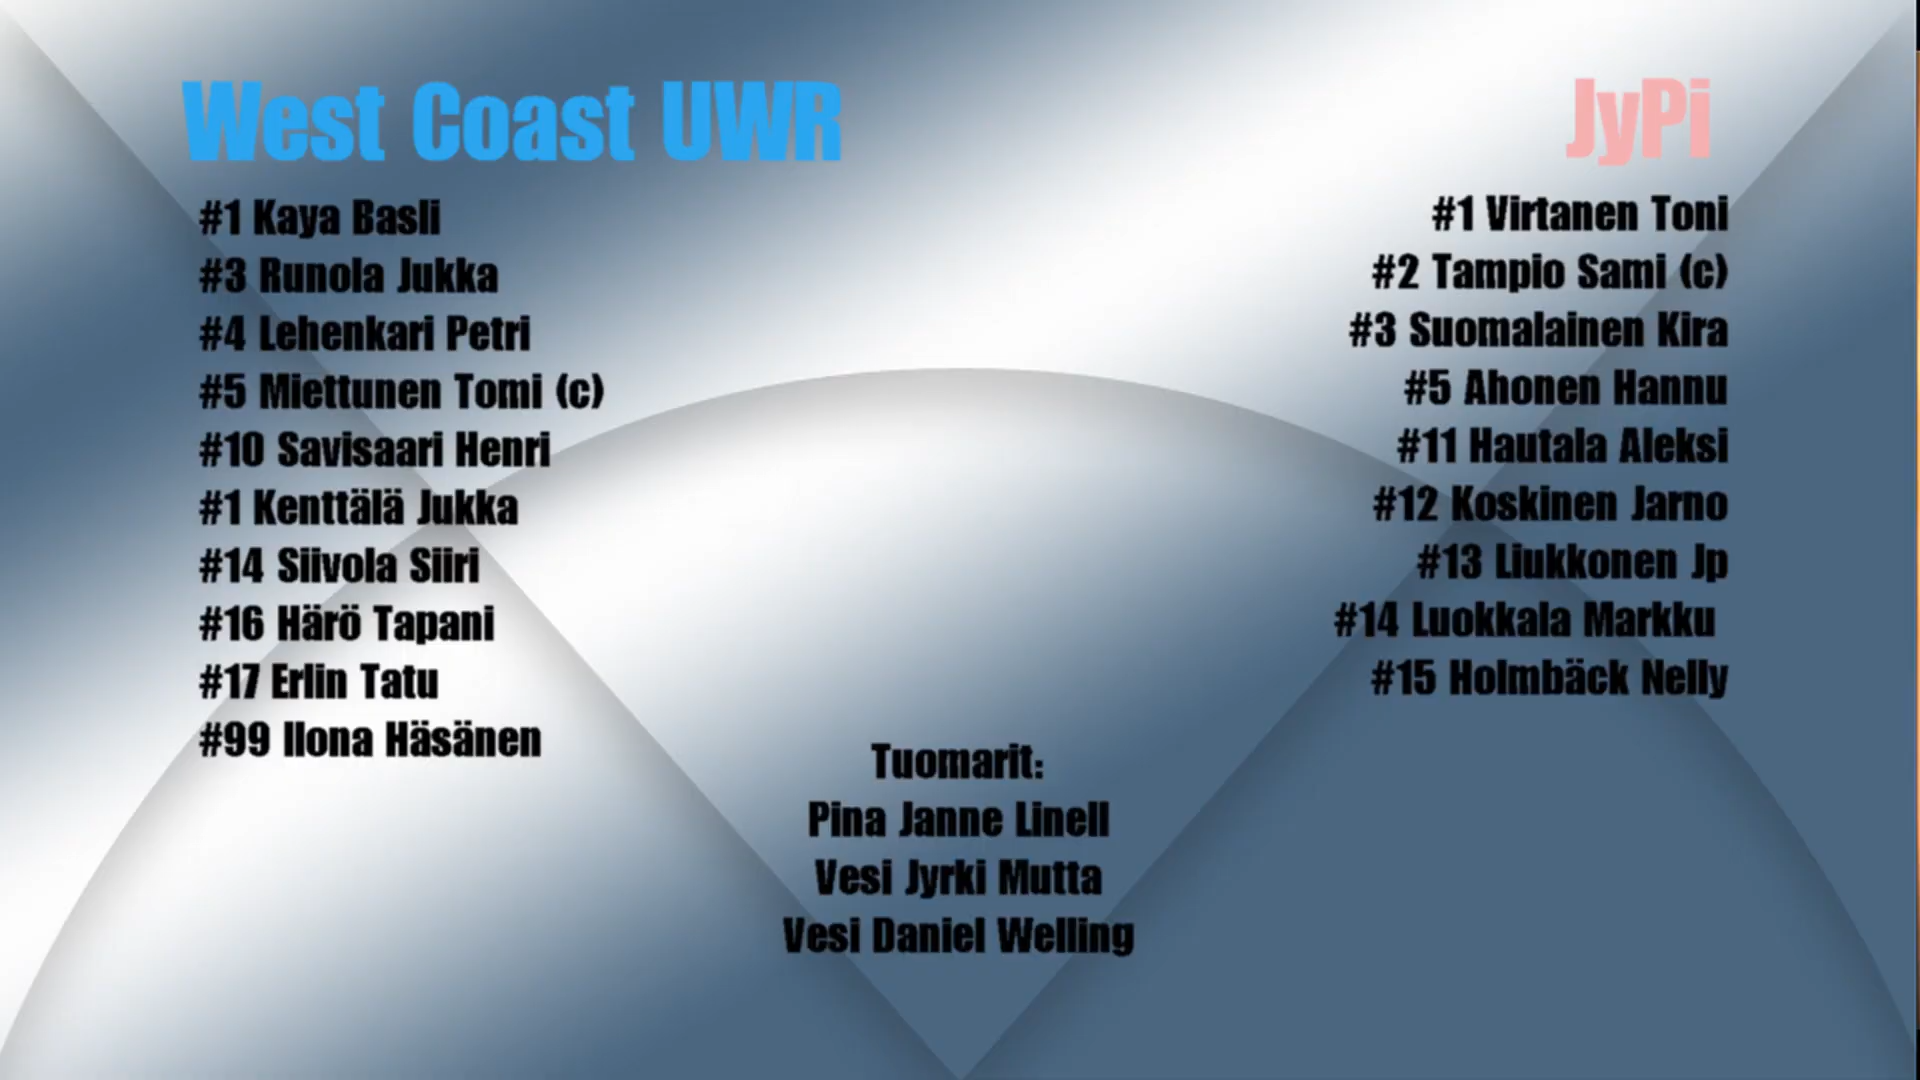 West Coast UWR
#1 Kaya Basli
#3 Runola Jukka
#4 Lehenkari Petri
#5 Miettunen Tomi (c)
#10 Savisaari Henri
#1 Kenttälä Jukka
#14 Siivola Siiri
#16 Härö Tapani
#17 Erlin Tatu
#99 Ilona Häsänen
JyPi
#1 Virtanen Toni
#2 Tampio Sami (c)
#3 Suomalainen Kira
#5 Ahonen Hannu
#11 Hautala Aleksi
#12 Koskinen Jarno
#13 Liukkonen Jp
#14 Luokkala Markku
#15 Holmbäck Nelly
Tuomarit:
Pina Janne Linell
Vesi Jyrki Mutta
Vesi Daniel Welling